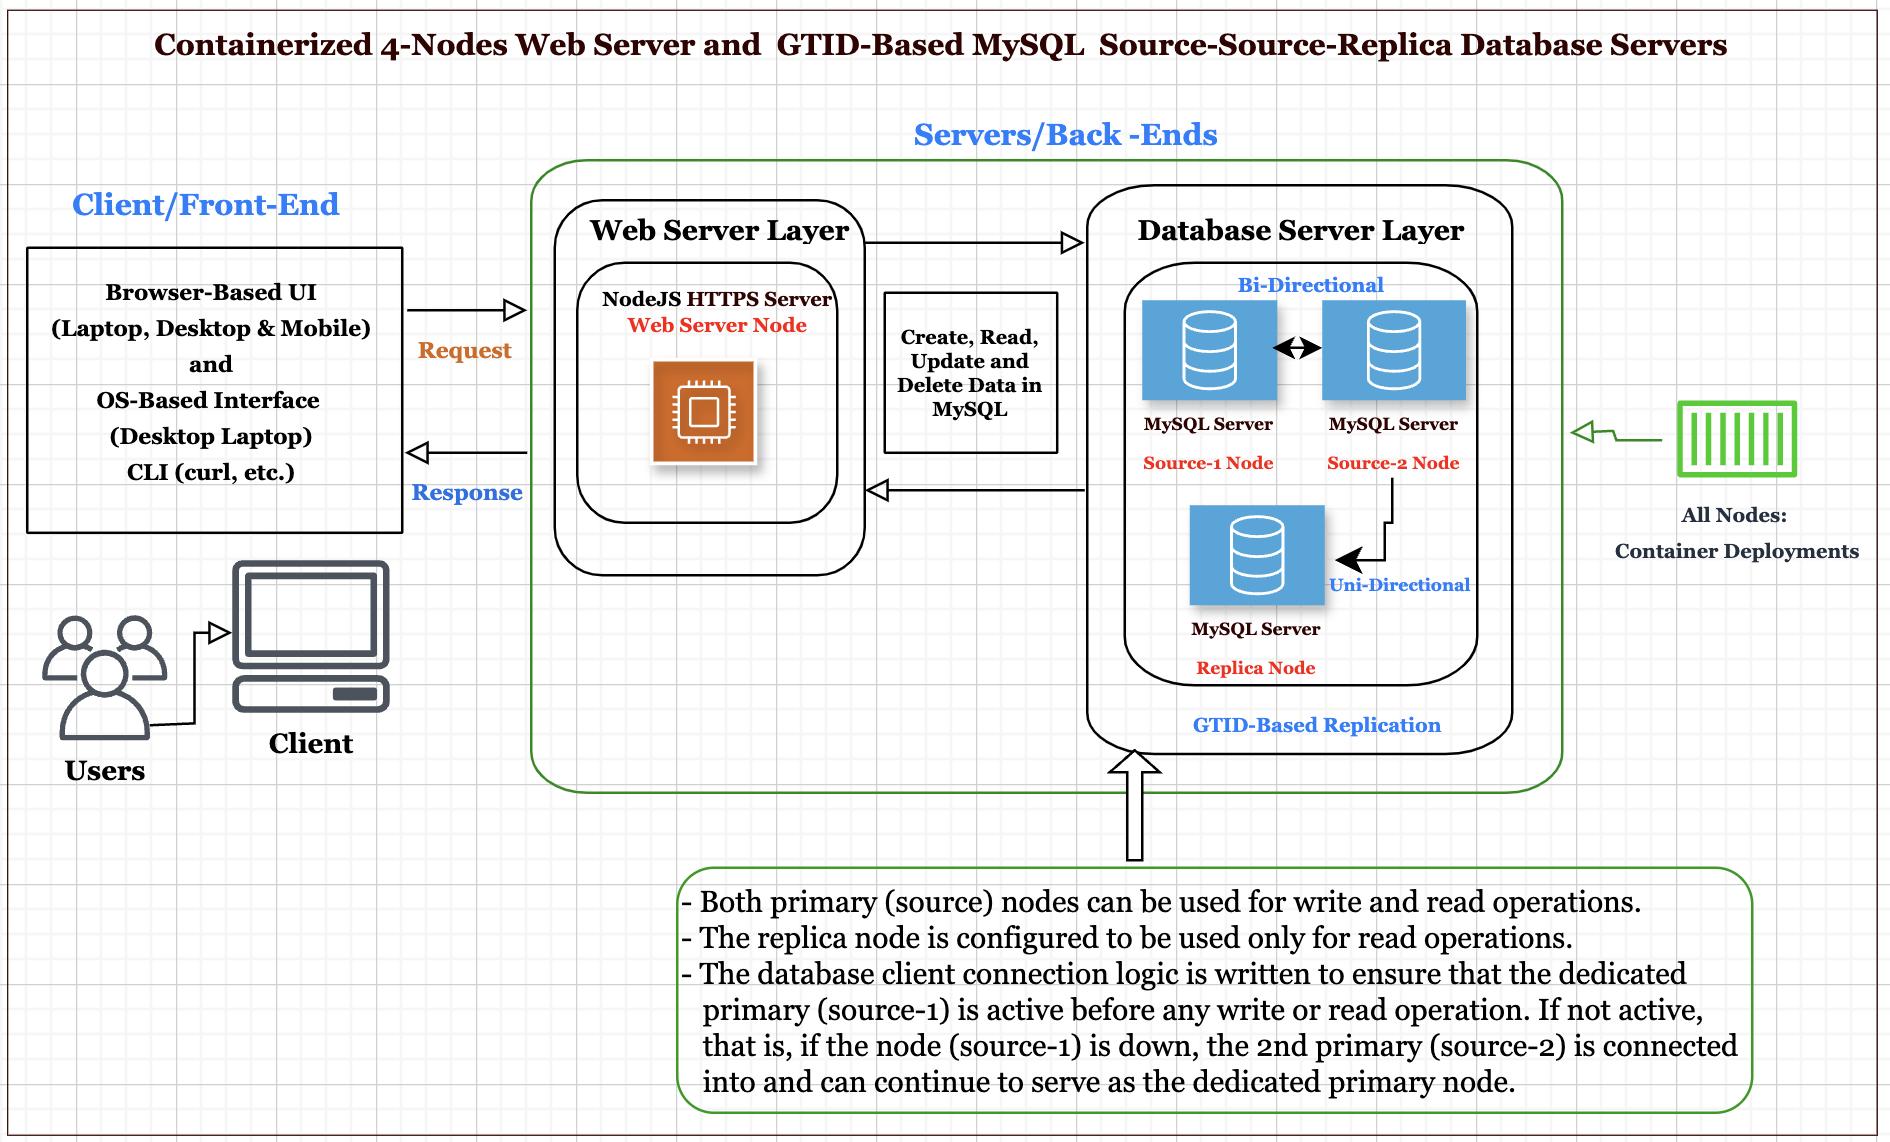 Containerized 4-Nodes Web Server and GTID-Based MySQL Source-Source-Replica Database Servers
Servers/Back -Ends
Client/Front-End
Browser-Based UI
(Laptop, Desktop & Mobile)
and
OS-Based Interface
(Desktop Laptop)
CLI (curl, etc.)
Request
Response
Users
Client
Web Server Layer
NodeJS HTTPS Server
Web Server Node
Create, Read,
Update and
Delete Data in
MySQL
Database Server Layer
Bi-Directional
MySQL Server
Source-1 Node
MySQL Server
Source-2 Node
Uni-Directional
MySQL Server
Replica Node
GTID-Based Replication
All Nodes:
Container Deployments
- Both primary (source) nodes can be used for write and read operations.
- The replica node is configured to be used only for read operations.
- The database client connection logic is written to ensure that the dedicated
primary (source-1) is active before any write or read operation. If not active,
that is, if the node (source-1) is down, the 2nd primary (source-2) is connected
into and can continue to serve as the dedicated primary node.